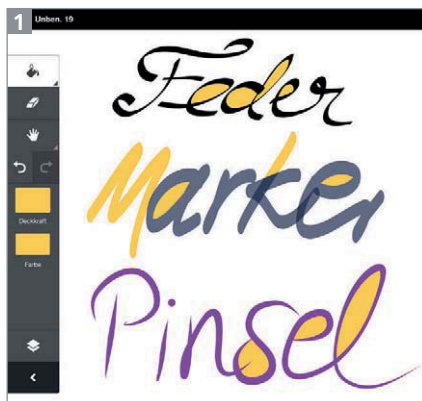 1
Unben. 19
Feder
Marker
Pinsel
Deckkraft
Farbe